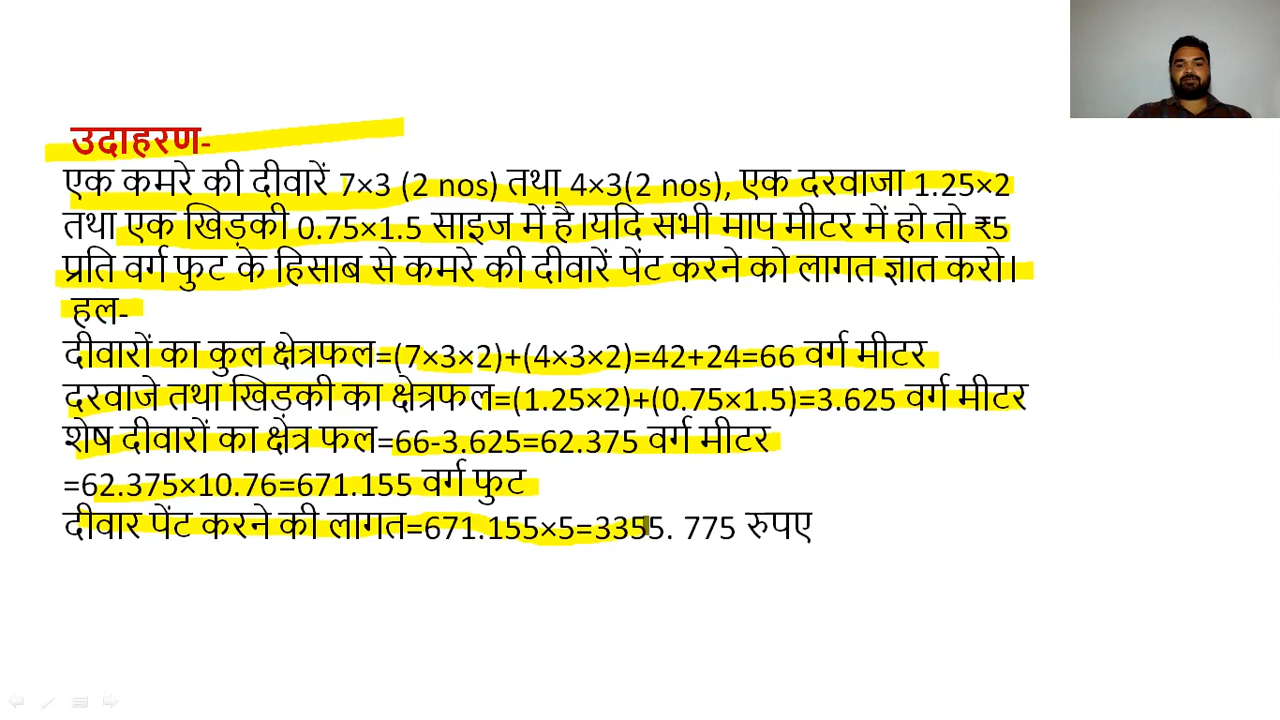 उदाहरण-
एक कमरे की दीवारें 7×3 (2 nos) तथा 4×3(2 nos), एक दरवाजा 1.25×2
तथा एक खिड़की 0.75×1.5 साइज में है।यदि सभी माप मीटर में हो तो ₹5
प्रति वर्ग फुट के हिसाब से कमरे की दीवारें पेंट करने को लागत ज्ञात करो।
हल-
दीवारों का कुल क्षेत्रफल=(7×3×2)+(4×3×2)=42+24=66 वर्ग मीटर
दरवाजे तथा खिड़की का क्षेत्रफल=(1.25×2)+(0.75×1.5)=3.625 वर्ग मीटर
शेष दीवारों का क्षेत्र फल=66-3.625=62.375 वर्ग मीटर
=62.375×10.76=671.155 वर्ग फुट
दीवार पेंट करने की लागत=671.155×5=3355. 775 रुपए